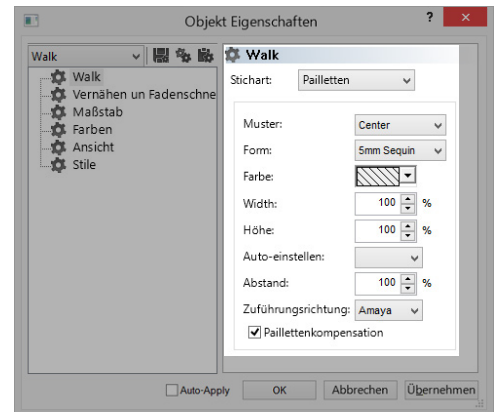 Objekt Eigenschaften ? ×
Walk
Walk
Vernähen un Fadenschne
Maßstab
Farben
Ansicht
Stile
Walk
Stichart: Pailletten
Muster: Center
Form: 5mm Sequin
Farbe:
Width: 100 %
Höhe: 100 %
Auto-einstellen:
Abstand: 100 %
Zuführungsrichtung: Amaya
Paillettenkompensation
Auto-Apply OK Abbrechen Übernehmen